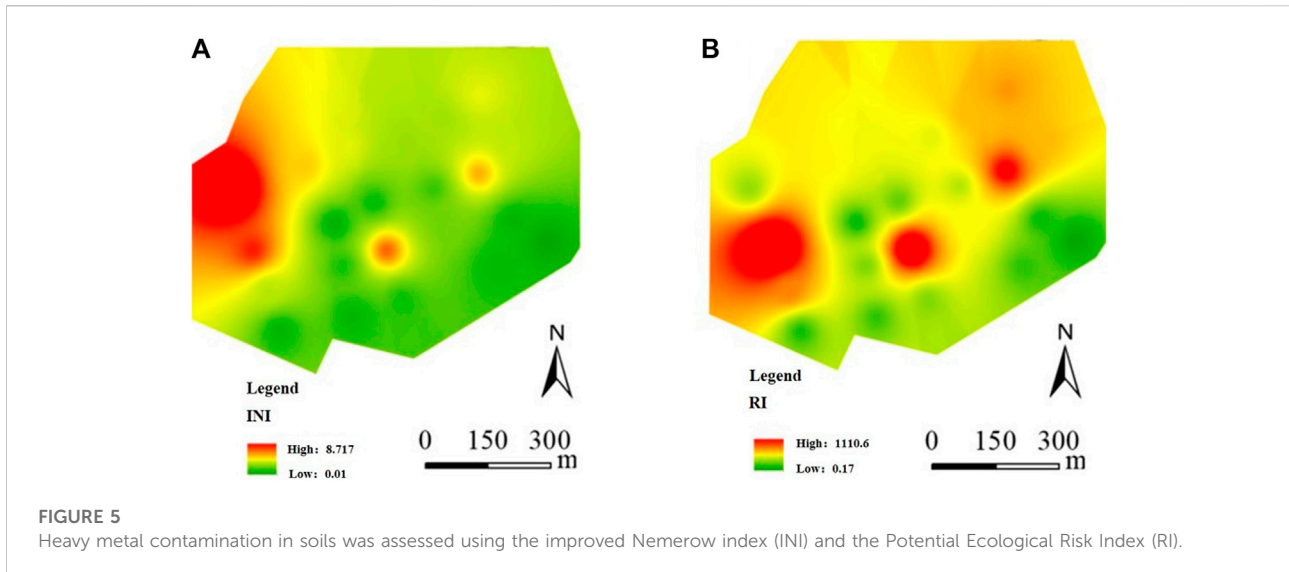 A
B
N
N
Legend
INI
High: 8.717
Low: 0.01
0 150 300
m
Legend
RI
High: 1110.6
Low: 0.17
0 150 300
m
FIGURE 5
Heavy metal contamination in soils was assessed using the improved Nemerow index (INI) and the Potential Ecological Risk Index (RI).